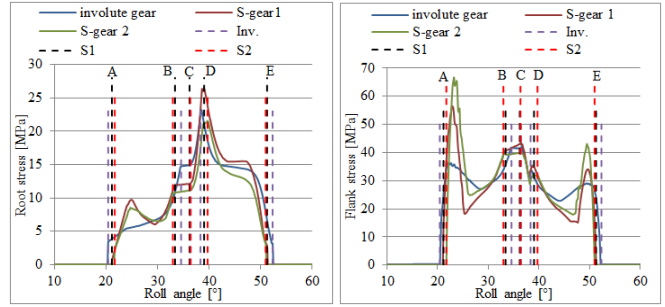 involute gear S-gear1
S-gear 2 Inv.
S1 S2
A B C D E
30
25
20
15
10
5
0
Root stress [MPa]
10 20 30 40 50 60
Roll angle [°]
involute gear S-gear 1
S-gear 2 Inv.
S1 S2
A B C D E
70
60
50
40
30
20
10
0
Flank stress [MPa]
10 20 30 40 50 60
Roll angle [°]